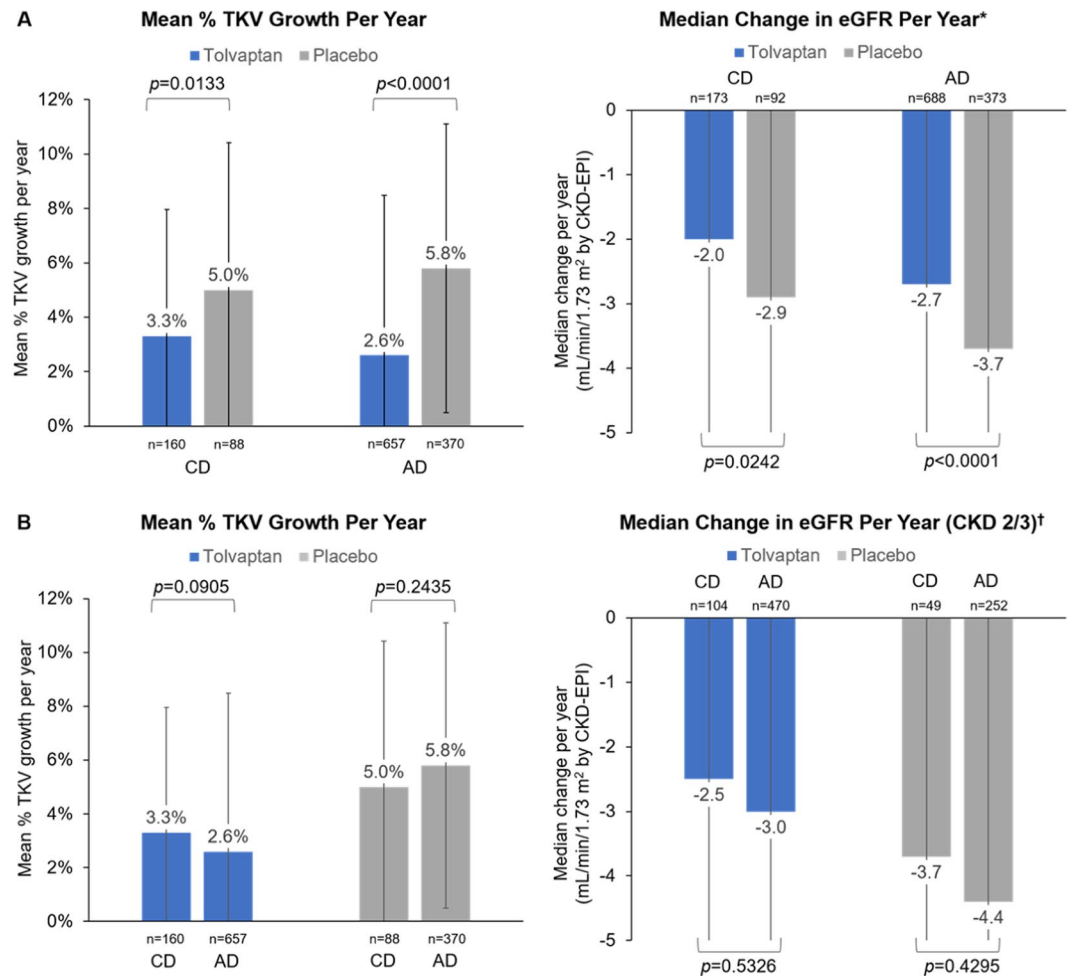 A
Mean % TKV Growth Per Year
Tolvaptan Placebo
p=0.0133 p<0.0001
12%
10%
8%
6%
4%
2%
0%
Mean % TKV growth per year
3.3% 5.0% 2.6% 5.8%
n=160 n=88 n=657 n=370
CD AD
Median Change in eGFR Per Year*
Tolvaptan Placebo
CD AD
n=173 n=92 n=688 n=373
0
-1
-2
-3
-4
-5
Median change per year
(mL/min/1.73 m² by CKD-EPI)
-2.0 -2.9 -2.7 -3.7
p=0.0242 p<0.0001
B
Mean % TKV Growth Per Year
Tolvaptan Placebo
p=0.0905 p=0.2435
12%
10%
8%
6%
4%
2%
0%
Mean % TKV growth per year
3.3% 2.6% 5.0% 5.8%
n=160 n=657 n=88 n=370
CD AD CD AD
Median Change in eGFR Per Year (CKD 2/3)†
Tolvaptan Placebo
CD AD CD AD
n=104 n=470 n=49 n=252
0
-1
-2
-3
-4
-5
Median change per year
(mL/min/1.73 m² by CKD-EPI)
-2.5 -3.0 -3.7 -4.4
p=0.5326 p=0.4295